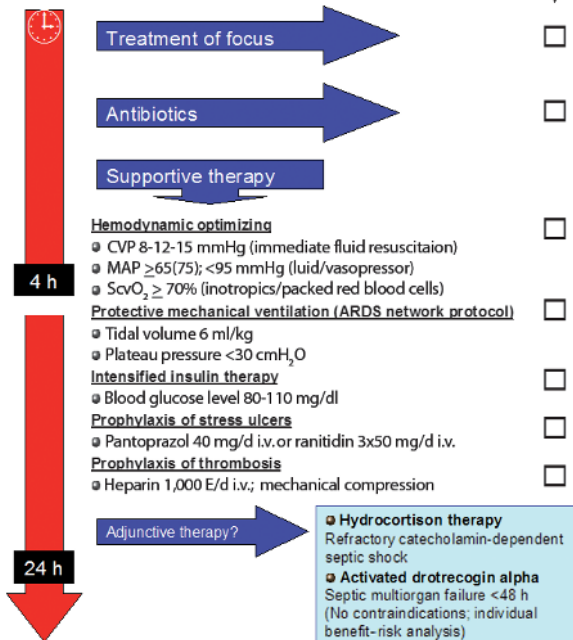 Treatment of focus
Antibiotics
Supportive therapy
Hemodynamic optimizing
CVP 8-12-15 mmHg (immediate fluid resuscitaion)
MAP ≥65(75); <95 mmHg (luid/vasopressor)
4 h
ScvO₂ ≥ 70% (inotropics/packed red blood cells)
Protective mechanical ventilation (ARDS network protocol)
Tidal volume 6 ml/kg
Plateau pressure <30 cmH₂O
Intensified insulin therapy
Blood glucose level 80-110 mg/dl
Prophylaxis of stress ulcers
Pantoprazol 40 mg/d i.v. or ranitidin 3x50 mg/d i.v.
Prophylaxis of thrombosis
Heparin 1,000 E/d i.v.; mechanical compression
Adjunctive therapy?
Hydrocortison therapy
Refractory catecholamin-dependent
septic shock
24 h
Activated drotrecogin alpha
Septic multiorgan failure <48 h
(No contraindications; individual
benefit-risk analysis)